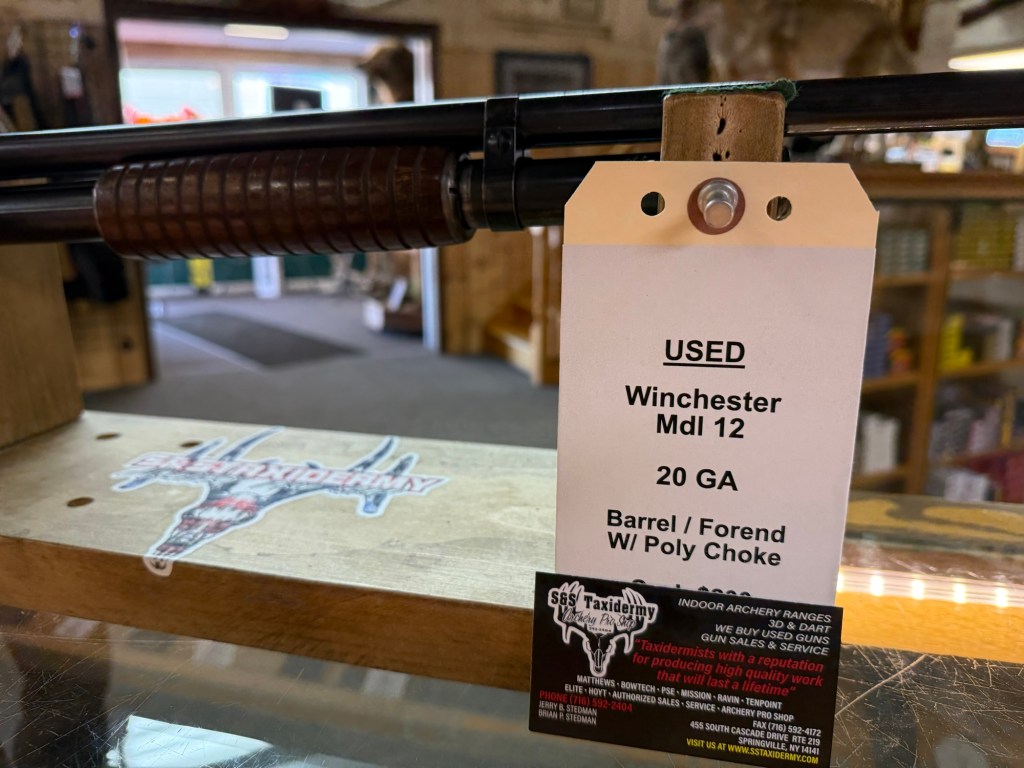 USED
Winchester
Mdl 12
20 GA
Barrel / Forend
W/ Poly Choke
S&S Taxidermy
Archery Pro Shop
INDOOR ARCHERY RANGES
3D & DART
WE BUY USED GUNS
GUN SALES & SERVICE
"Taxidermists with a reputation
for producing high quality work
that will last a lifetime"
MATTHEWS · BOWTECH · PSE · MISSION · RAVIN · TENPOINT
ELITE · HOYT · AUTHORIZED SALES · SERVICE · ARCHERY PRO SHOP
PHONE (716) 592-2404
FAX (716) 592-4172
JERRY B. STEDMAN
BRIAN P. STEDMAN
455 SOUTH CASCADE DRIVE RTE 219
SPRINGVILLE, NY 14141
VISIT US AT WWW.SSTAXIDERMY.COM
S&S TAXIDERMY